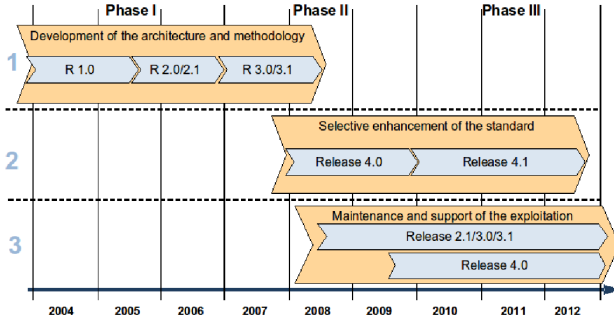 Phase I Phase II Phase III
Development of the architecture and methodology
1
R 1.0 R 2.0/2.1 R 3.0/3.1
Selective enhancement of the standard
2
Release 4.0 Release 4.1
Maintenance and support of the exploitation
3
Release 2.1/3.0/3.1
Release 4.0
2004 2005 2006 2007 2008 2009 2010 2011 2012